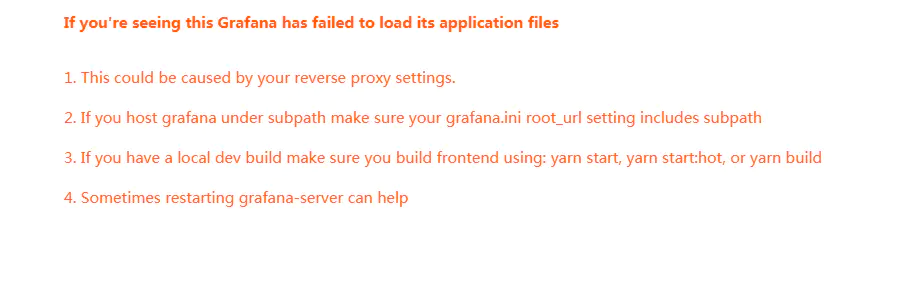 If you're seeing this Grafana has failed to load its application files
1. This could be caused by your reverse proxy settings.
2. If you host grafana under subpath make sure your grafana.ini root_url setting includes subpath
3. If you have a local dev build make sure you build frontend using: yarn start, yarn start:hot, or yarn build
4. Sometimes restarting grafana-server can help